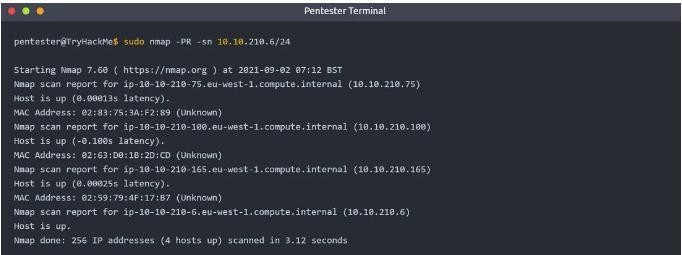 Pentester Terminal
pentester@TryHackMe$ sudo nmap -PR -sn 10.10.210.6/24
Starting Nmap 7.60 ( https://nmap.org ) at 2021-09-02 07:12 BST
Nmap scan report for ip-10-10-210-75.eu-west-1.compute.internal (10.10.210.75)
Host is up (0.00013s latency).
MAC Address: 02:83:75:3A:F2:89 (Unknown)
Nmap scan report for ip-10-10-210-100.eu-west-1.compute.internal (10.10.210.100)
Host is up (-0.100s latency).
MAC Address: 02:63:D0:1B:2D:CD (Unknown)
Nmap scan report for ip-10-10-210-165.eu-west-1.compute.internal (10.10.210.165)
Host is up (0.00025s latency).
MAC Address: 02:59:79:4F:17:B7 (Unknown)
Nmap scan report for ip-10-10-210-6.eu-west-1.compute.internal (10.10.210.6)
Host is up.
Nmap done: 256 IP addresses (4 hosts up) scanned in 3.12 seconds